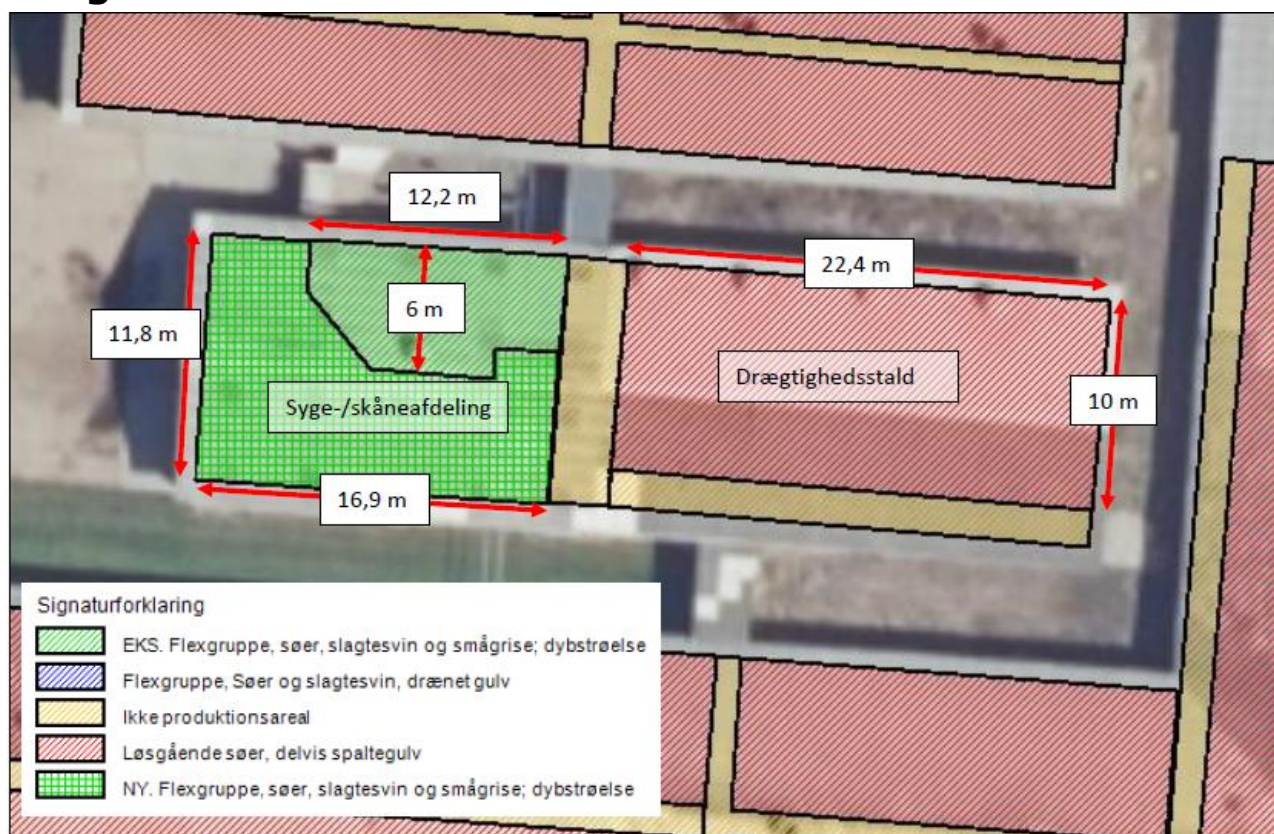 12,2 m
22,4 m
6 m
11,8 m
Drægtighedsstald
10 m
Syge-/skåneafdeling
16,9 m
Signaturforklaring
EKS. Flexgruppe, søer, slagtesvin og smågrise; dybstrøelse
Flexgruppe, Søer og slagtesvin, drænet gulv
Ikke produktionsareal
Løsgående søer, delvis spaltegulv
NY. Flexgruppe, søer, slagtesvin og smågrise; dybstrøelse